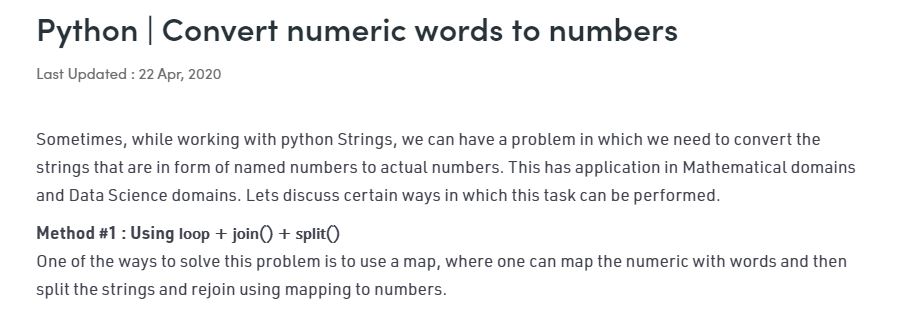 Python | Convert numeric words to numbers
Last Updated : 22 Apr, 2020
Sometimes, while working with python Strings, we can have a problem in which we need to convert the
strings that are in form of named numbers to actual numbers. This has application in Mathematical domains
and Data Science domains. Lets discuss certain ways in which this task can be performed.
Method #1 : Using loop + join() + split()
One of the ways to solve this problem is to use a map, where one can map the numeric with words and then
split the strings and rejoin using mapping to numbers.